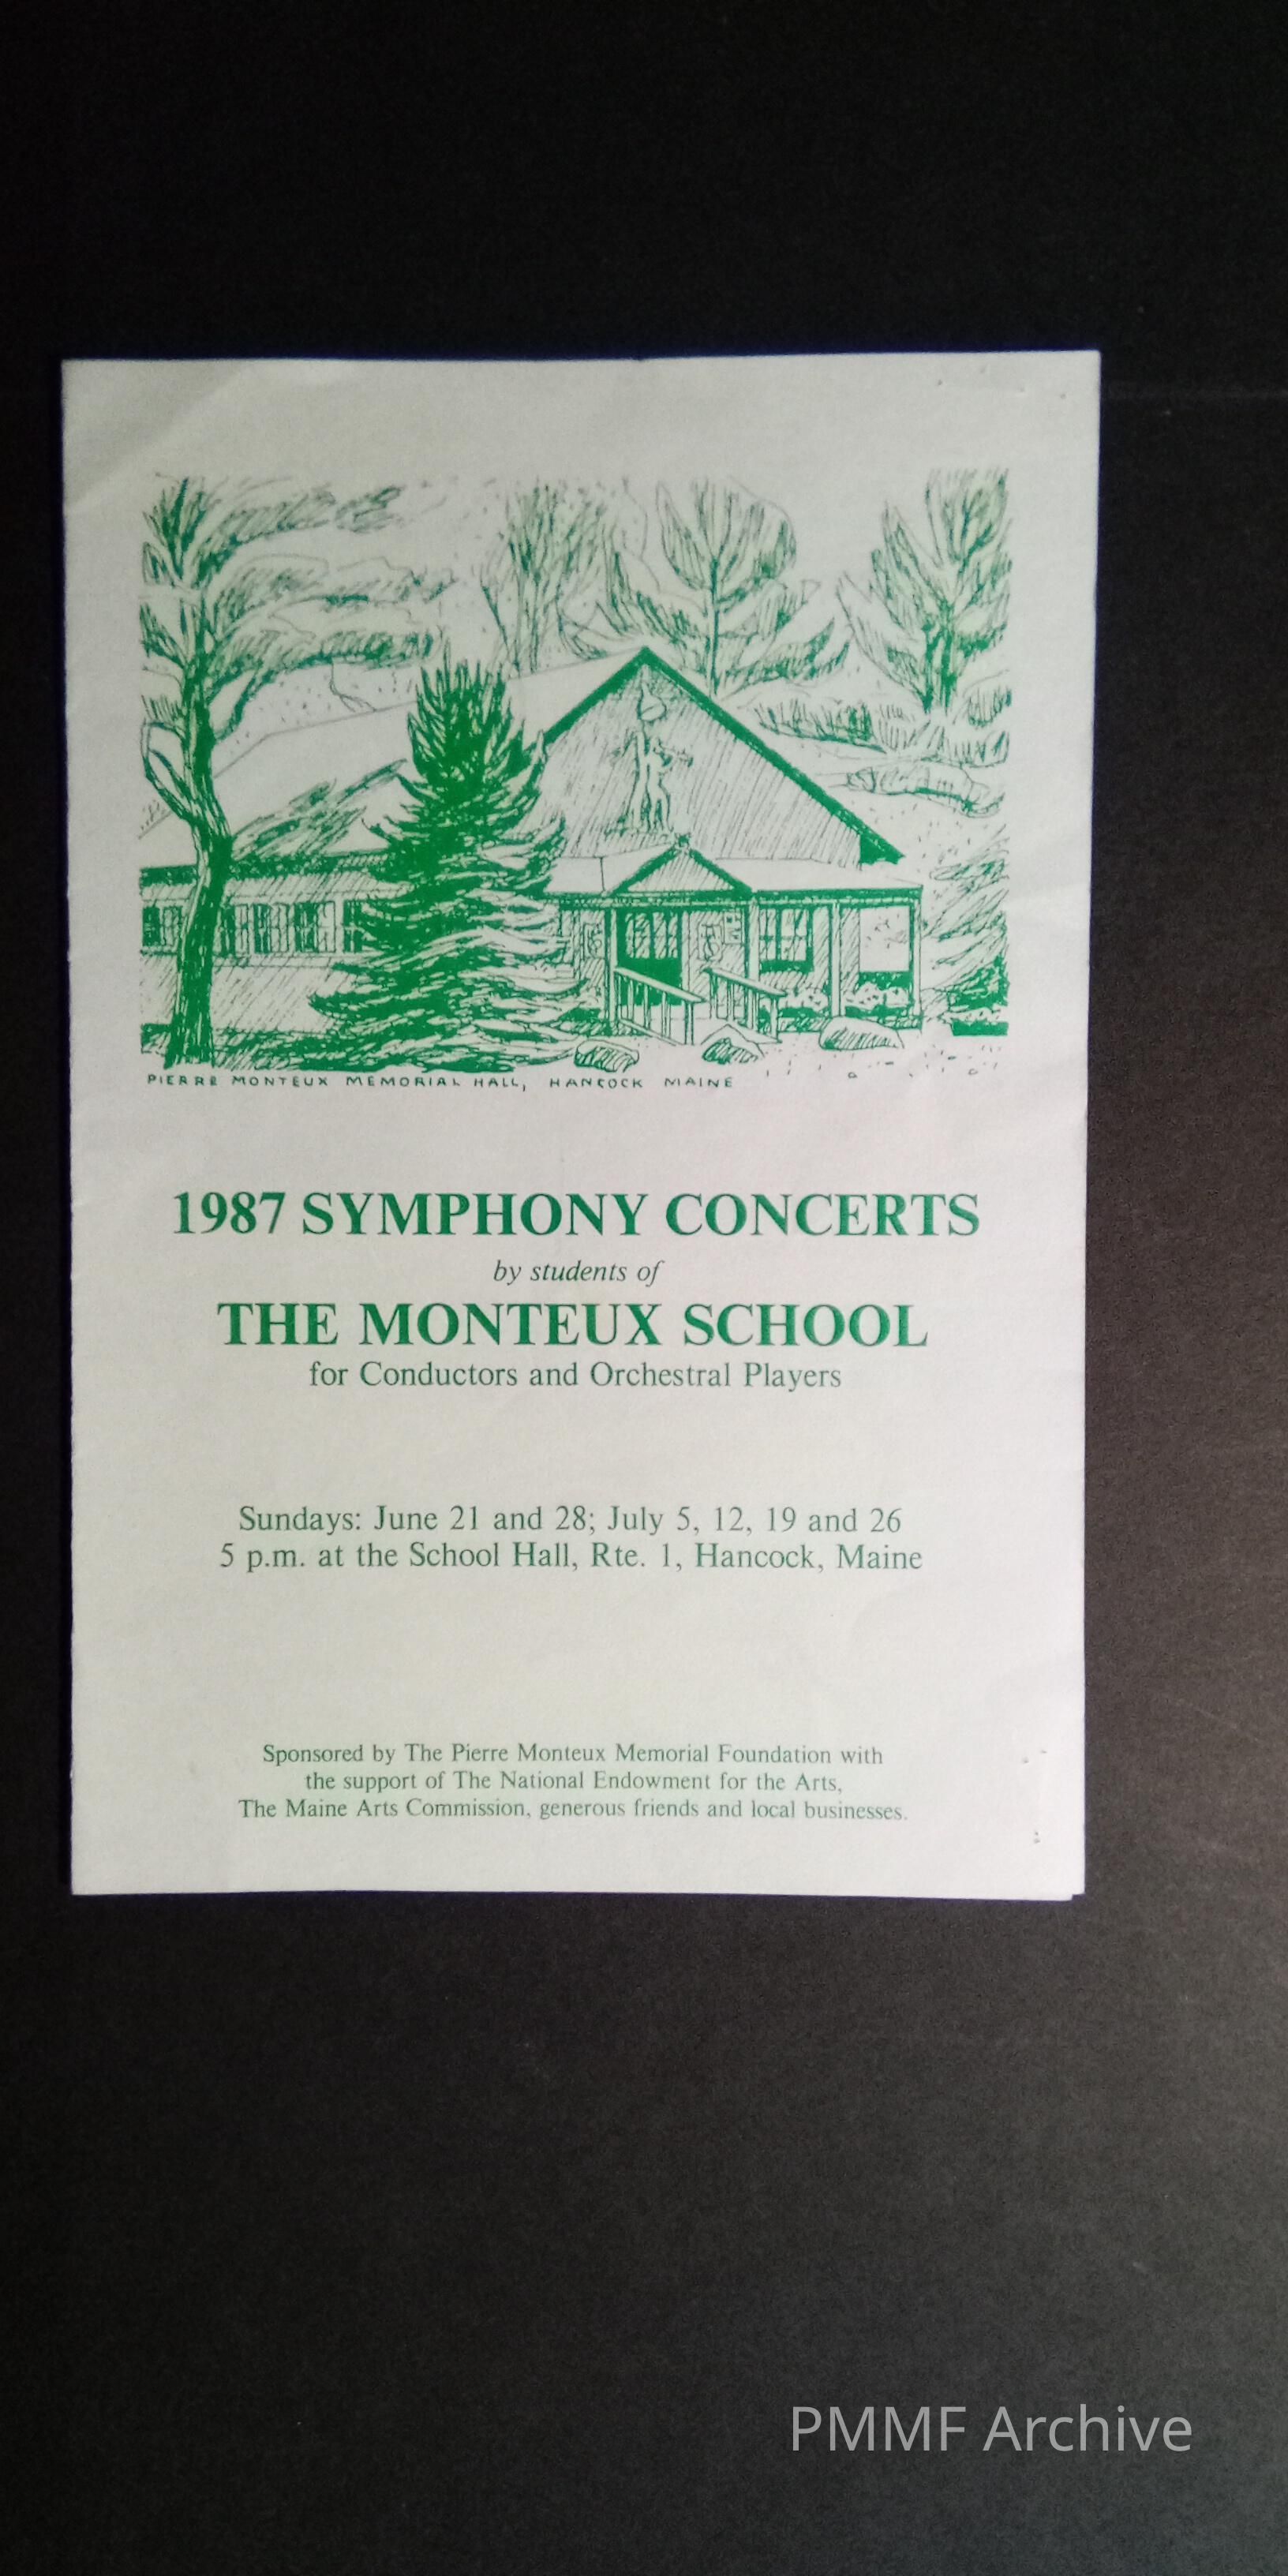 PIERRE MONTEUX MEMORIAL HALL, HANCOCK MAINE
1987 SYMPHONY CONCERTS
by students of
THE MONTEUX SCHOOL
for Conductors and Orchestral Players
Sundays: June 21 and 28; July 5, 12, 19 and 26
5 p.m. at the School Hall, Rte. 1, Hancock, Maine
Sponsored by The Pierre Monteux Memorial Foundation with
the support of The National Endowment for the Arts,
The Maine Arts Commission, generous friends and local businesses.
PMMF Archive